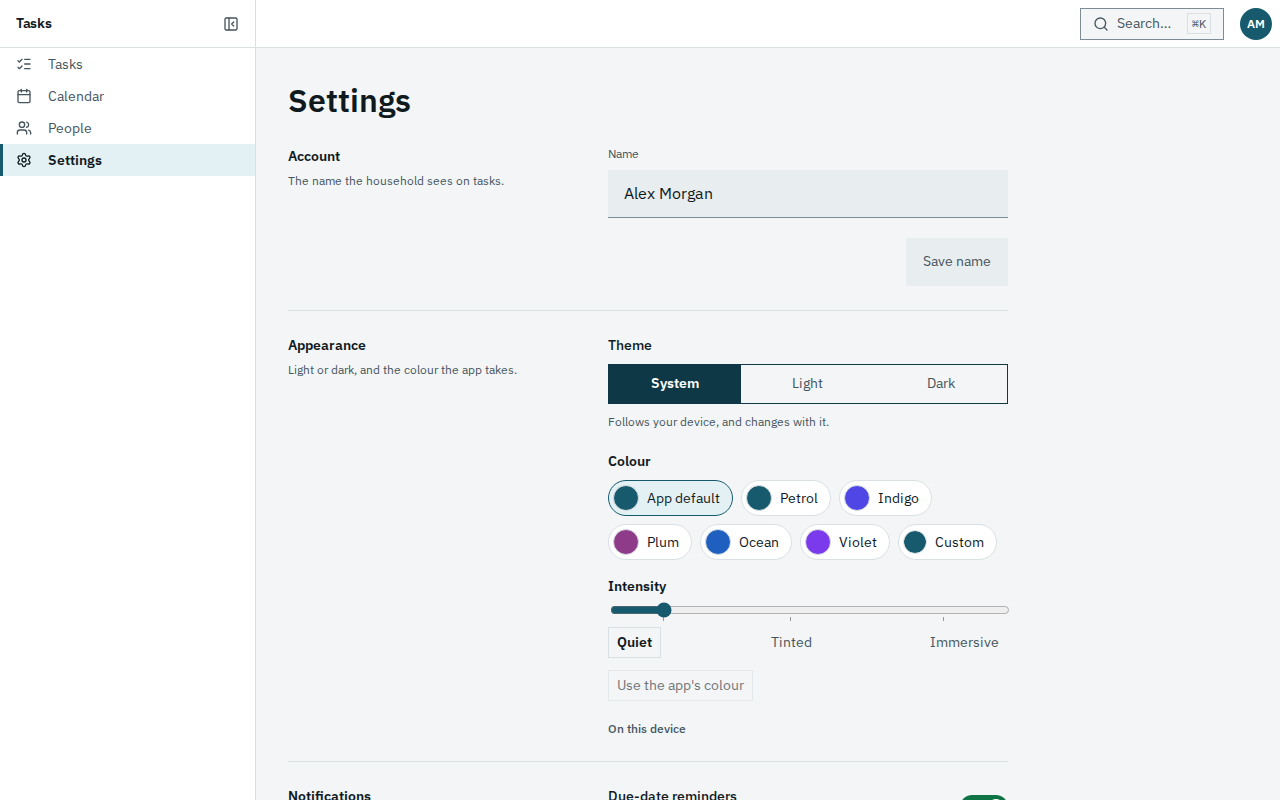 Tasks
Search...
⌘K
AM
Tasks
Calendar
People
Settings
Settings
Account
The name the household sees on tasks.
Name
Alex Morgan
Save name
Appearance
Light or dark, and the colour the app takes.
Theme
System
Light
Dark
Follows your device, and changes with it.
Colour
App default
Petrol
Indigo
Plum
Ocean
Violet
Custom
Intensity
Quiet
Tinted
Immersive
Use the app's colour
On this device
Notifications
Due-date reminders